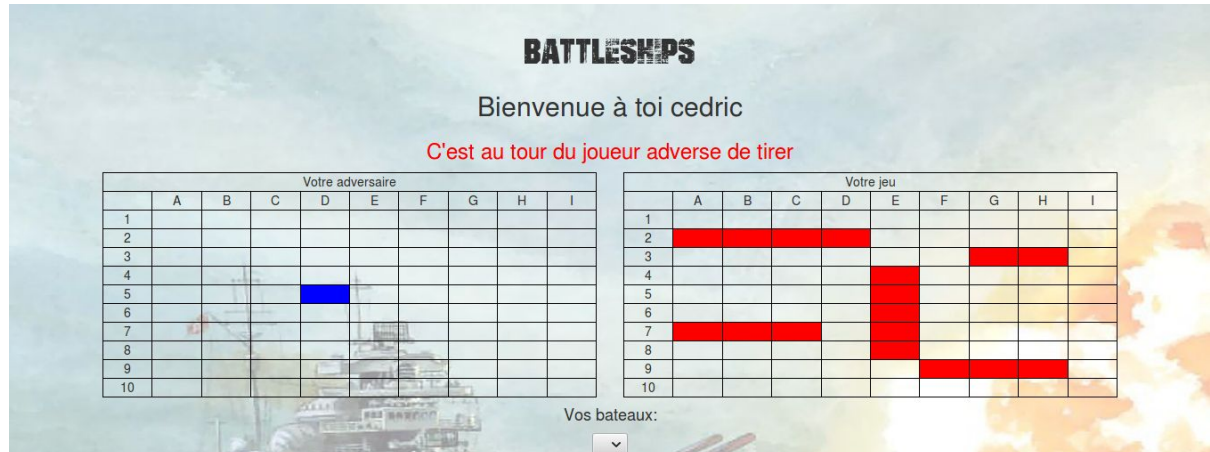 BATTLESHIPS
Bienvenue à toi cedric
C'est au tour du joueur adverse de tirer
Votre adversaire
A B C D E F G H I
1
2
3
4
5
6
7
8
9
10
Votre jeu
A B C D E F G H I
1
2
3
4
5
6
7
8
9
10
Vos bateaux: